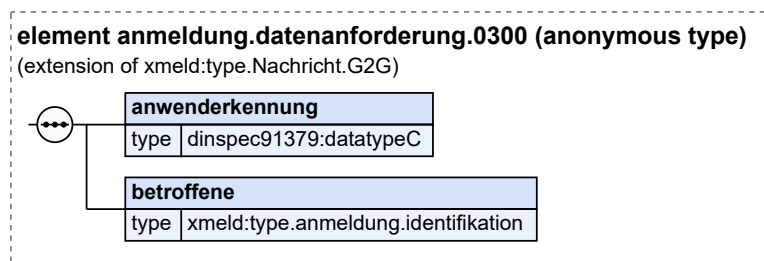 element anmeldung.datenanforderung.0300 (anonymous type)
(extension of xmeld:type.Nachricht.G2G)
anwenderkennung
type dinspec91379:datatypeC
betroffene
type xmeld:type.anmeldung.identifikation